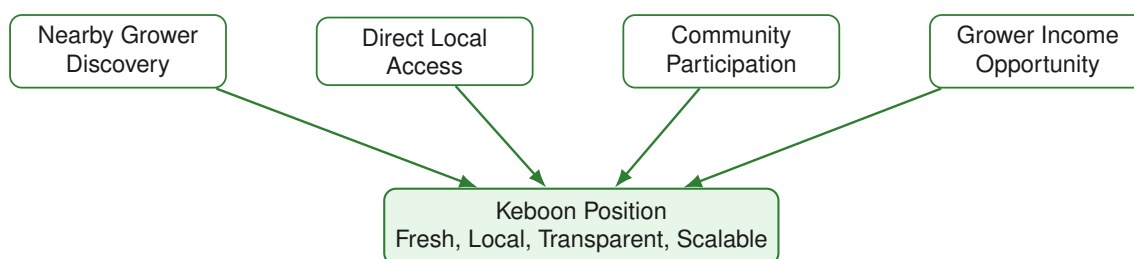 Nearby Grower
Discovery
Direct Local
Access
Community
Participation
Grower Income
Opportunity
Keboon Position
Fresh, Local, Transparent, Scalable